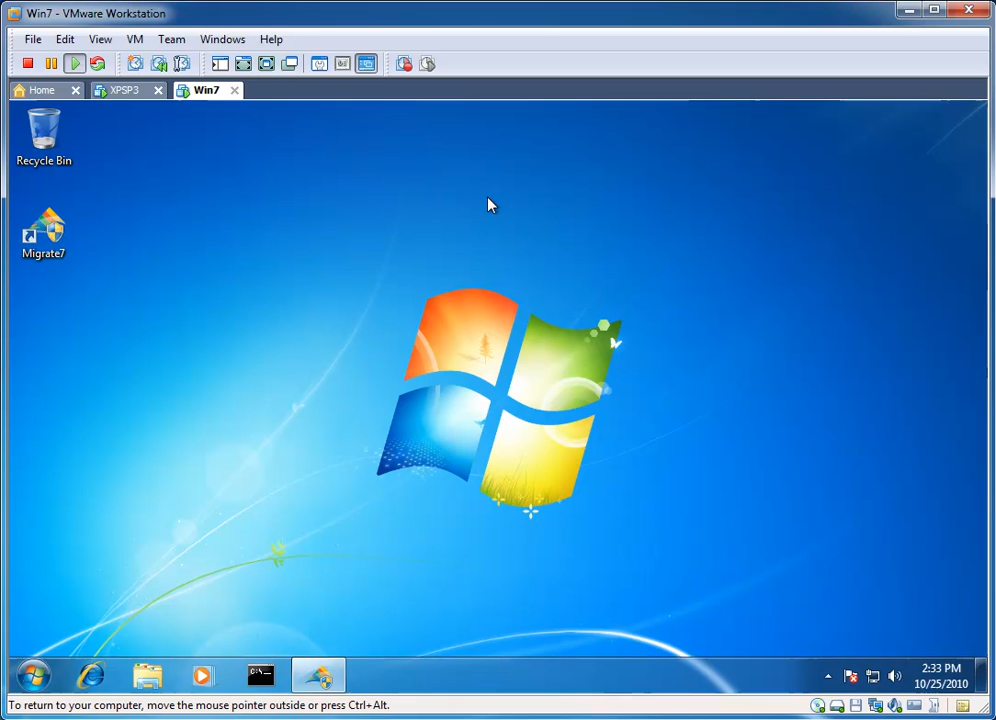 Win7 - VMware Workstation
File Edit View VM Team Windows Help
Home XPSP3 Win7
Recycle Bin
Migrate7
C:\_
2:33 PM
10/25/2010
To return to your computer, move the mouse pointer outside or press Ctrl+Alt.